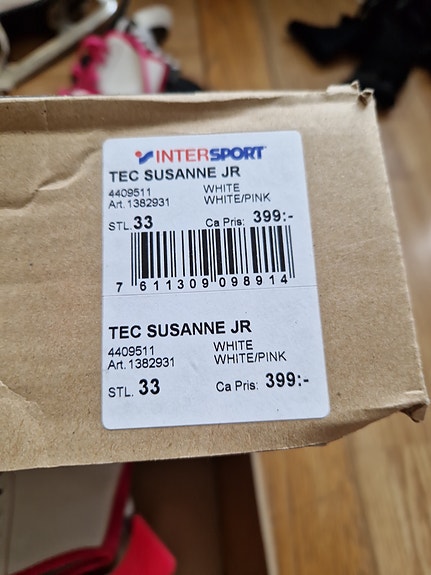 INTERSPORT
TEC SUSANNE JR
4409511 WHITE
Art. 1382931 WHITE/PINK
STL. 33 Ca Pris: 399:-
7 611309 098914
TEC SUSANNE JR
4409511 WHITE
Art. 1382931 WHITE/PINK
STL. 33 Ca Pris: 399:-